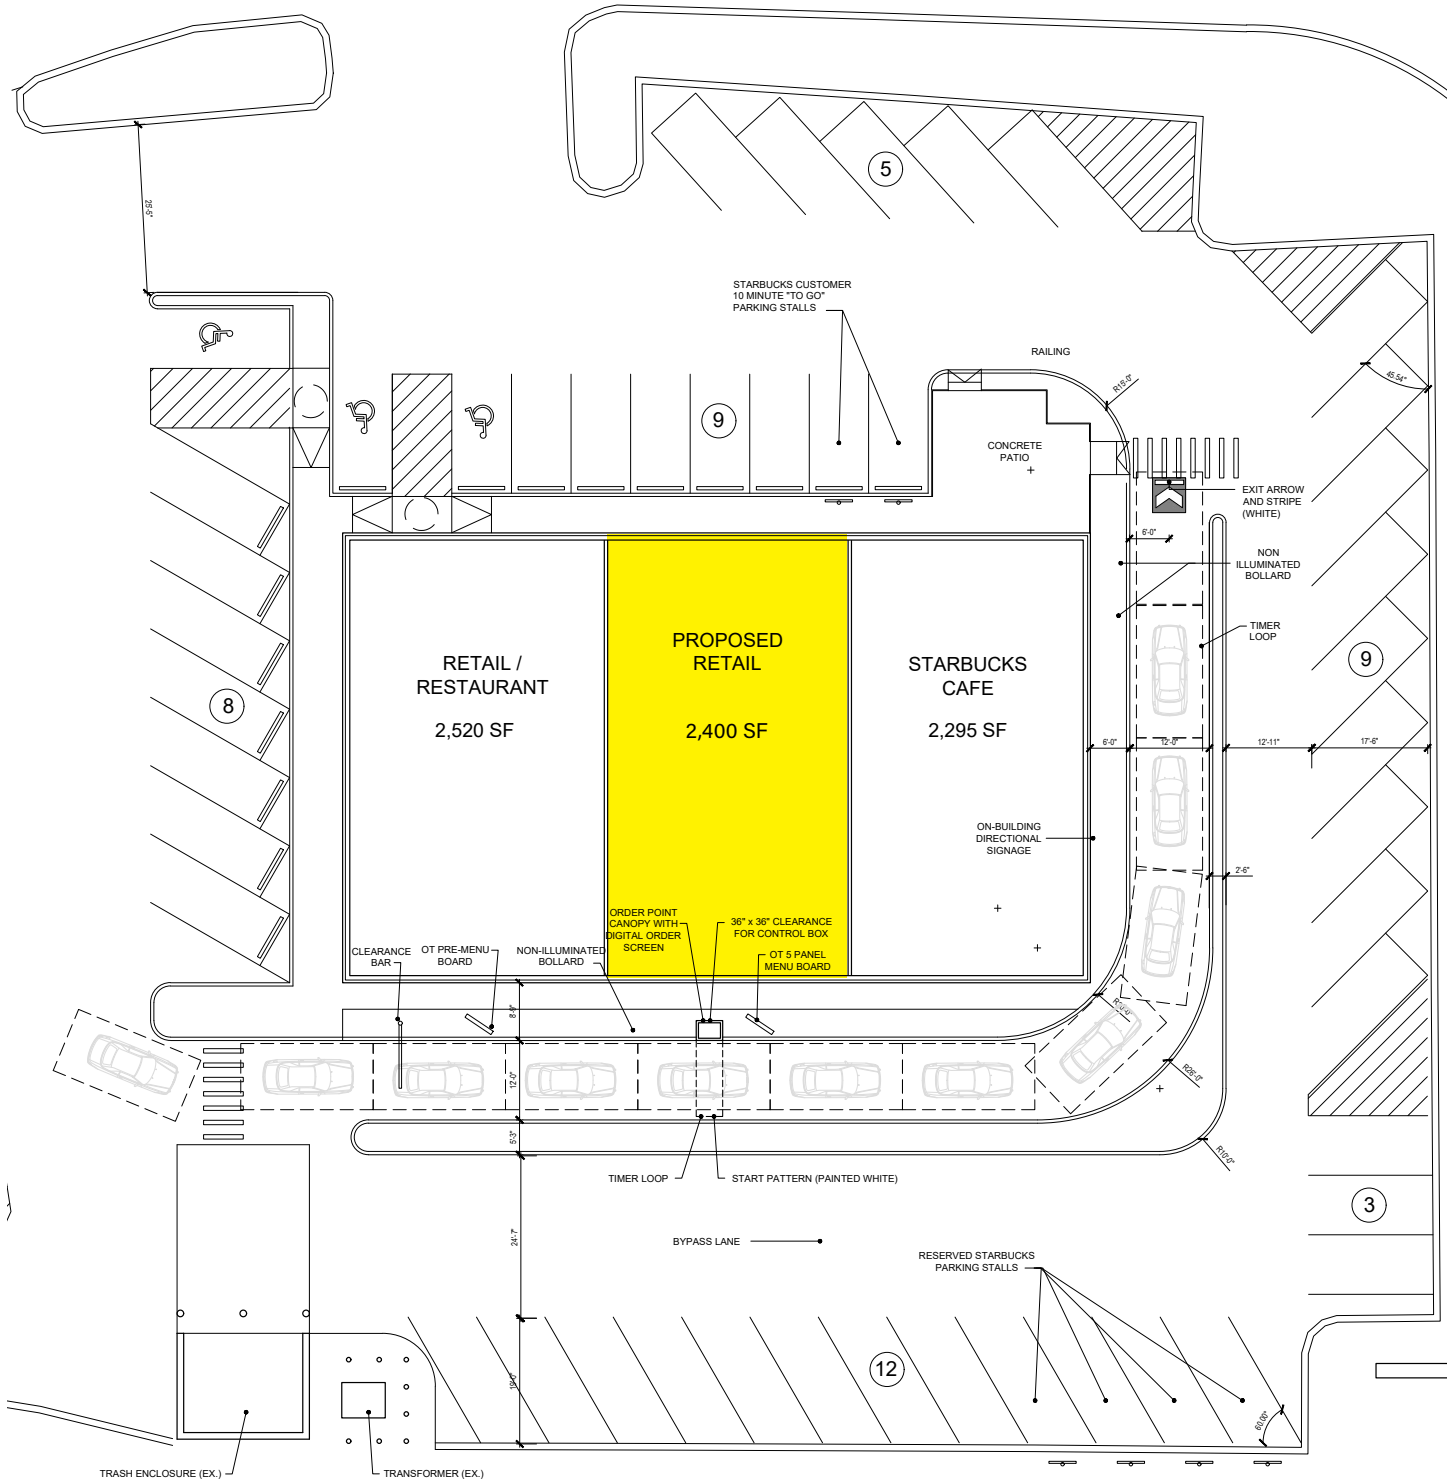 5
25'-5"
STARBUCKS CUSTOMER
10 MINUTE "TO GO"
PARKING STALLS
RAILING
R15'-0"
45.54°
9
CONCRETE
PATIO
EXIT ARROW
AND STRIPE
(WHITE)
6'-0"
NON
ILLUMINATED
BOLLARD
TIMER
LOOP
RETAIL /
RESTAURANT
2,520 SF
PROPOSED
RETAIL
2,400 SF
STARBUCKS
CAFE
2,295 SF
8
9
6'-0"
12'-0"
12'-11"
17'-6"
ON-BUILDING
DIRECTIONAL
SIGNAGE
2'-6"
CLEARANCE
BAR
OT PRE-MENU
BOARD
NON-ILLUMINATED
BOLLARD
ORDER POINT
CANOPY WITH
DIGITAL ORDER
SCREEN
36" x 36" CLEARANCE
FOR CONTROL BOX
OT 5 PANEL
MENU BOARD
8'-9"
12'-0"
R26'-0"
5'-3"
R10'-0"
TIMER LOOP
START PATTERN (PAINTED WHITE)
3
24'-7"
BYPASS LANE
RESERVED STARBUCKS
PARKING STALLS
12
19'-0"
60.00°
TRASH ENCLOSURE (EX.)
TRANSFORMER (EX.)